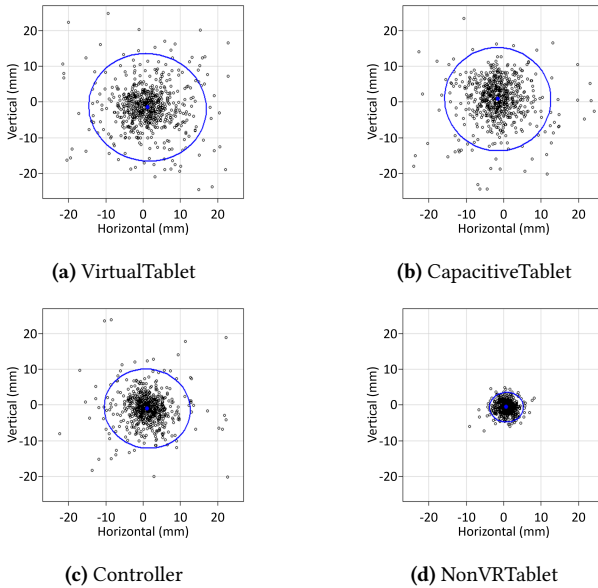 20
10
0
-10
-20
Vertical (mm)
-20 -10 0 10 20
Horizontal (mm)
(a) VirtualTablet
20
10
0
-10
-20
Vertical (mm)
-20 -10 0 10 20
Horizontal (mm)
(b) CapacitiveTablet
20
10
0
-10
-20
Vertical (mm)
-20 -10 0 10 20
Horizontal (mm)
(c) Controller
20
10
0
-10
-20
Vertical (mm)
-20 -10 0 10 20
Horizontal (mm)
(d) NonVRTablet